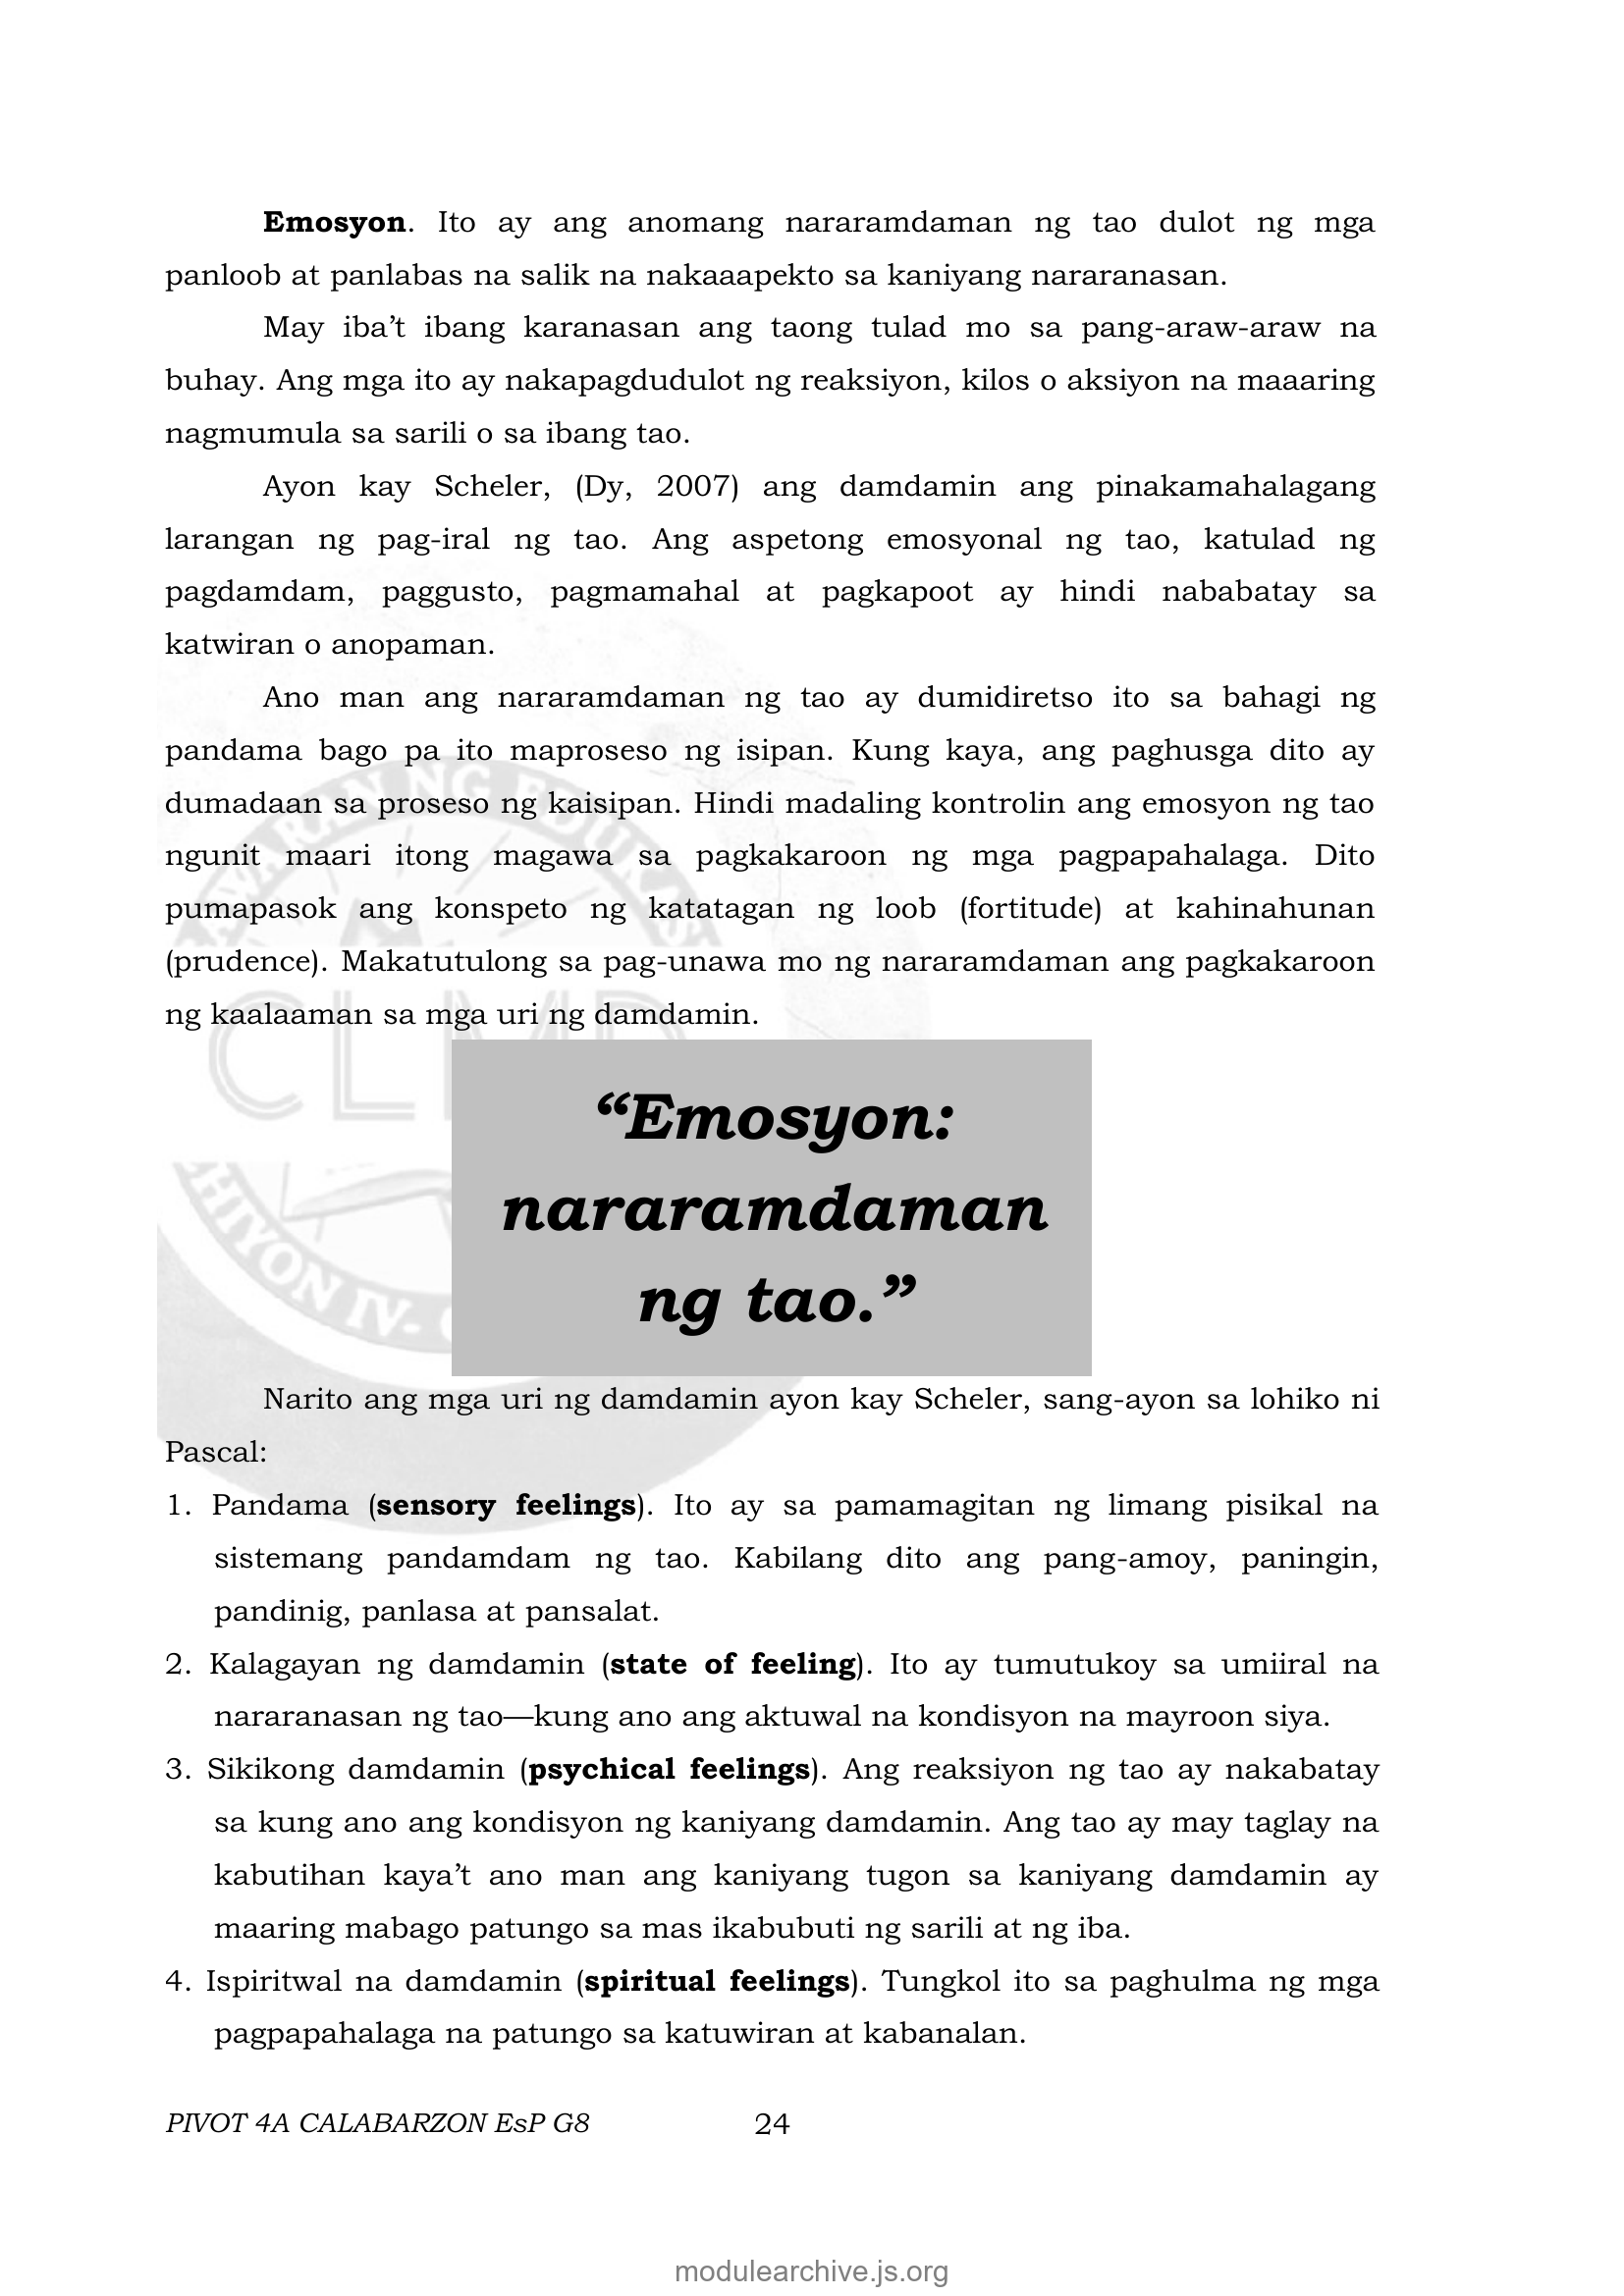 Emosyon. Ito ay ang anomang nararamdaman ng tao dulot ng mga
panloob at panlabas na salik na nakaaapekto sa kaniyang nararanasan.
May iba’t ibang karanasan ang taong tulad mo sa pang-araw-araw na
buhay. Ang mga ito ay nakapagdudulot ng reaksiyon, kilos o aksiyon na maaaring
nagmumula sa sarili o sa ibang tao.
Ayon kay Scheler, (Dy, 2007) ang damdamin ang pinakamahalagang
larangan ng pag-iral ng tao. Ang aspetong emosyonal ng tao, katulad ng
pagdamdam, paggusto, pagmamahal at pagkapoot ay hindi nababatay sa
katwiran o anopaman.
Ano man ang nararamdaman ng tao ay dumidiretso ito sa bahagi ng
pandama bago pa ito maproseso ng isipan. Kung kaya, ang paghusga dito ay
dumadaan sa proseso ng kaisipan. Hindi madaling kontrolin ang emosyon ng tao
ngunit maari itong magawa sa pagkakaroon ng mga pagpapahalaga. Dito
pumapasok ang konspeto ng katatagan ng loob (fortitude) at kahinahunan
(prudence). Makatutulong sa pag-unawa mo ng nararamdaman ang pagkakaroon
ng kaalaaman sa mga uri ng damdamin.
CLMD
“Emosyon:
nararamdaman
ng tao.”
HIYON IV-
Narito ang mga uri ng damdamin ayon kay Scheler, sang-ayon sa lohiko ni
Pascal:
1. Pandama (sensory feelings). Ito ay sa pamamagitan ng limang pisikal na
sistemang pandamdam ng tao. Kabilang dito ang pang-amoy, paningin,
pandinig, panlasa at pansalat.
2. Kalagayan ng damdamin (state of feeling). Ito ay tumutukoy sa umiiral na
nararanasan ng tao—kung ano ang aktuwal na kondisyon na mayroon siya.
3. Sikikong damdamin (psychical feelings). Ang reaksiyon ng tao ay nakabatay
sa kung ano ang kondisyon ng kaniyang damdamin. Ang tao ay may taglay na
kabutihan kaya’t ano man ang kaniyang tugon sa kaniyang damdamin ay
maaring mabago patungo sa mas ikabubuti ng sarili at ng iba.
4. Ispiritwal na damdamin (spiritual feelings). Tungkol ito sa paghulma ng mga
pagpapahalaga na patungo sa katuwiran at kabanalan.
PIVOT 4A CALABARZON EsP G8
24
modulearchive.js.org